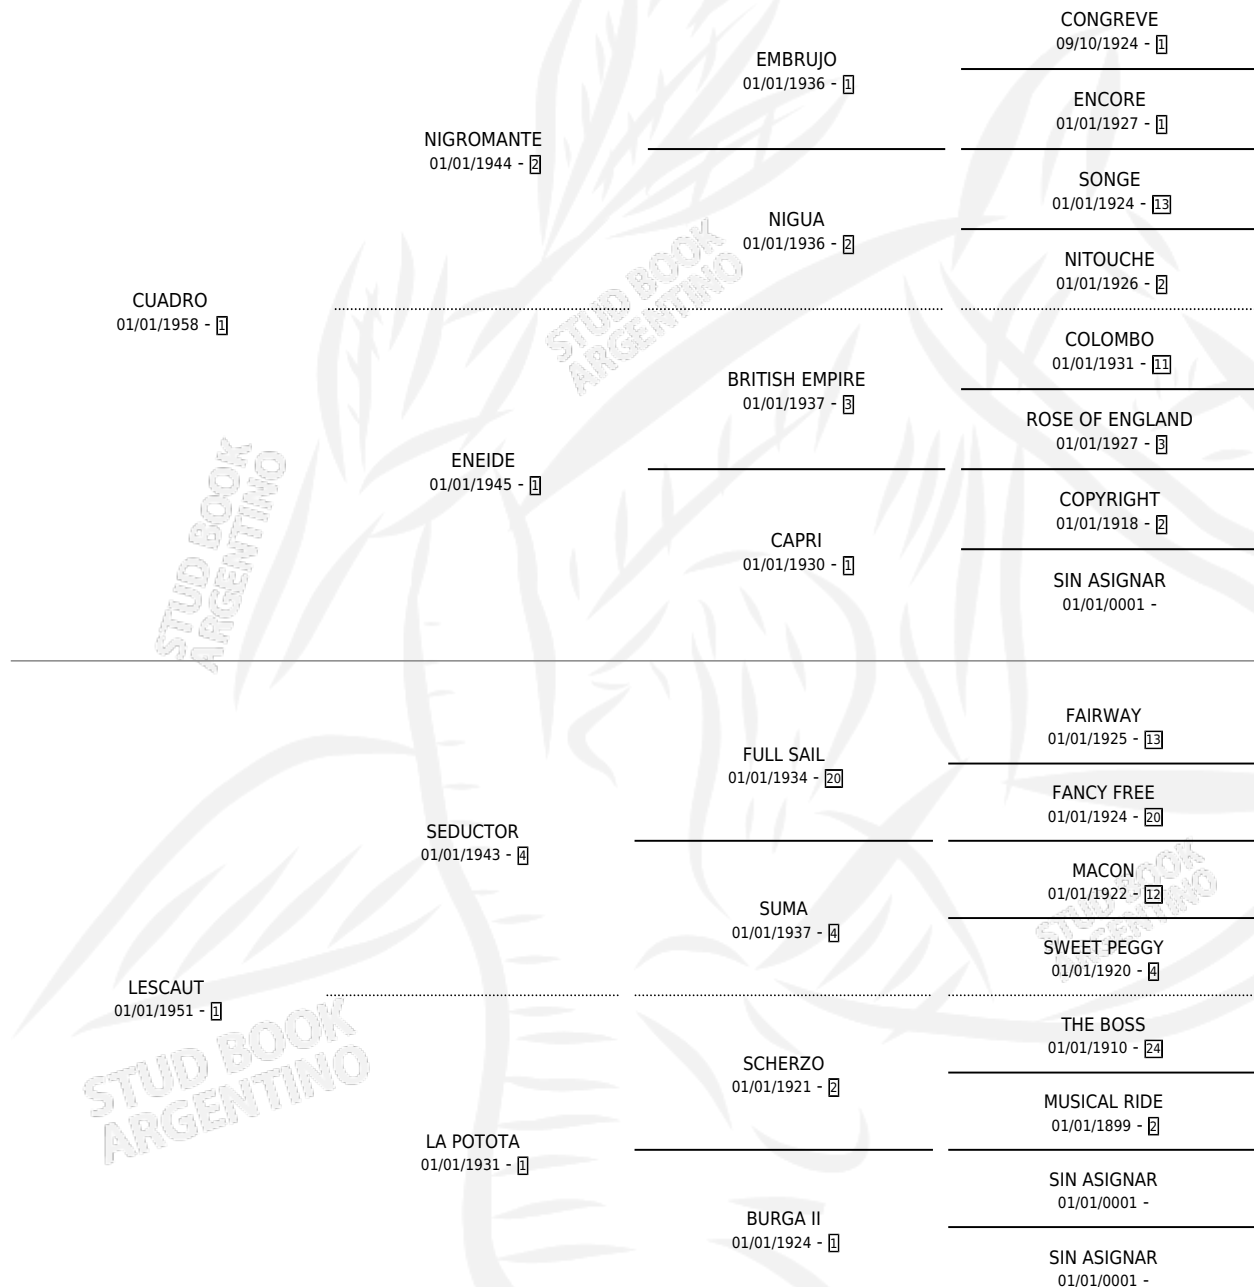 CONGREVE
09/10/1924 - 1
EMBRUJO
01/01/1936 - 1
ENCORE
01/01/1927 - 1
NIGROMANTE
01/01/1944 - 2
SONGE
01/01/1924 - 13
NIGUA
01/01/1936 - 2
NITOUCHE
01/01/1926 - 2
CUADRO
01/01/1958 - 1
COLOMBO
01/01/1931 - 11
BRITISH EMPIRE
01/01/1937 - 3
ROSE OF ENGLAND
01/01/1927 - 3
ENEIDE
01/01/1945 - 1
COPYRIGHT
01/01/1918 - 2
CAPRI
01/01/1930 - 1
SIN ASIGNAR
01/01/0001 -
FAIRWAY
01/01/1925 - 13
FULL SAIL
01/01/1934 - 20
FANCY FREE
01/01/1924 - 20
SEDUCTOR
01/01/1943 - 4
MACON
01/01/1922 - 12
SUMA
01/01/1937 - 4
SWEET PEGGY
01/01/1920 - 4
LESCAUT
01/01/1951 - 1
THE BOSS
01/01/1910 - 24
SCHERZO
01/01/1921 - 2
MUSICAL RIDE
01/01/1899 - 2
LA POTOTA
01/01/1931 - 1
SIN ASIGNAR
01/01/0001 -
BURGA II
01/01/1924 - 1
SIN ASIGNAR
01/01/0001 -
STUD BOOK
ARGENTINO
STUD BOOK
ARGENTINO
STUD BOOK
ARGENTINO
STUD BOOK
ARGENTINO